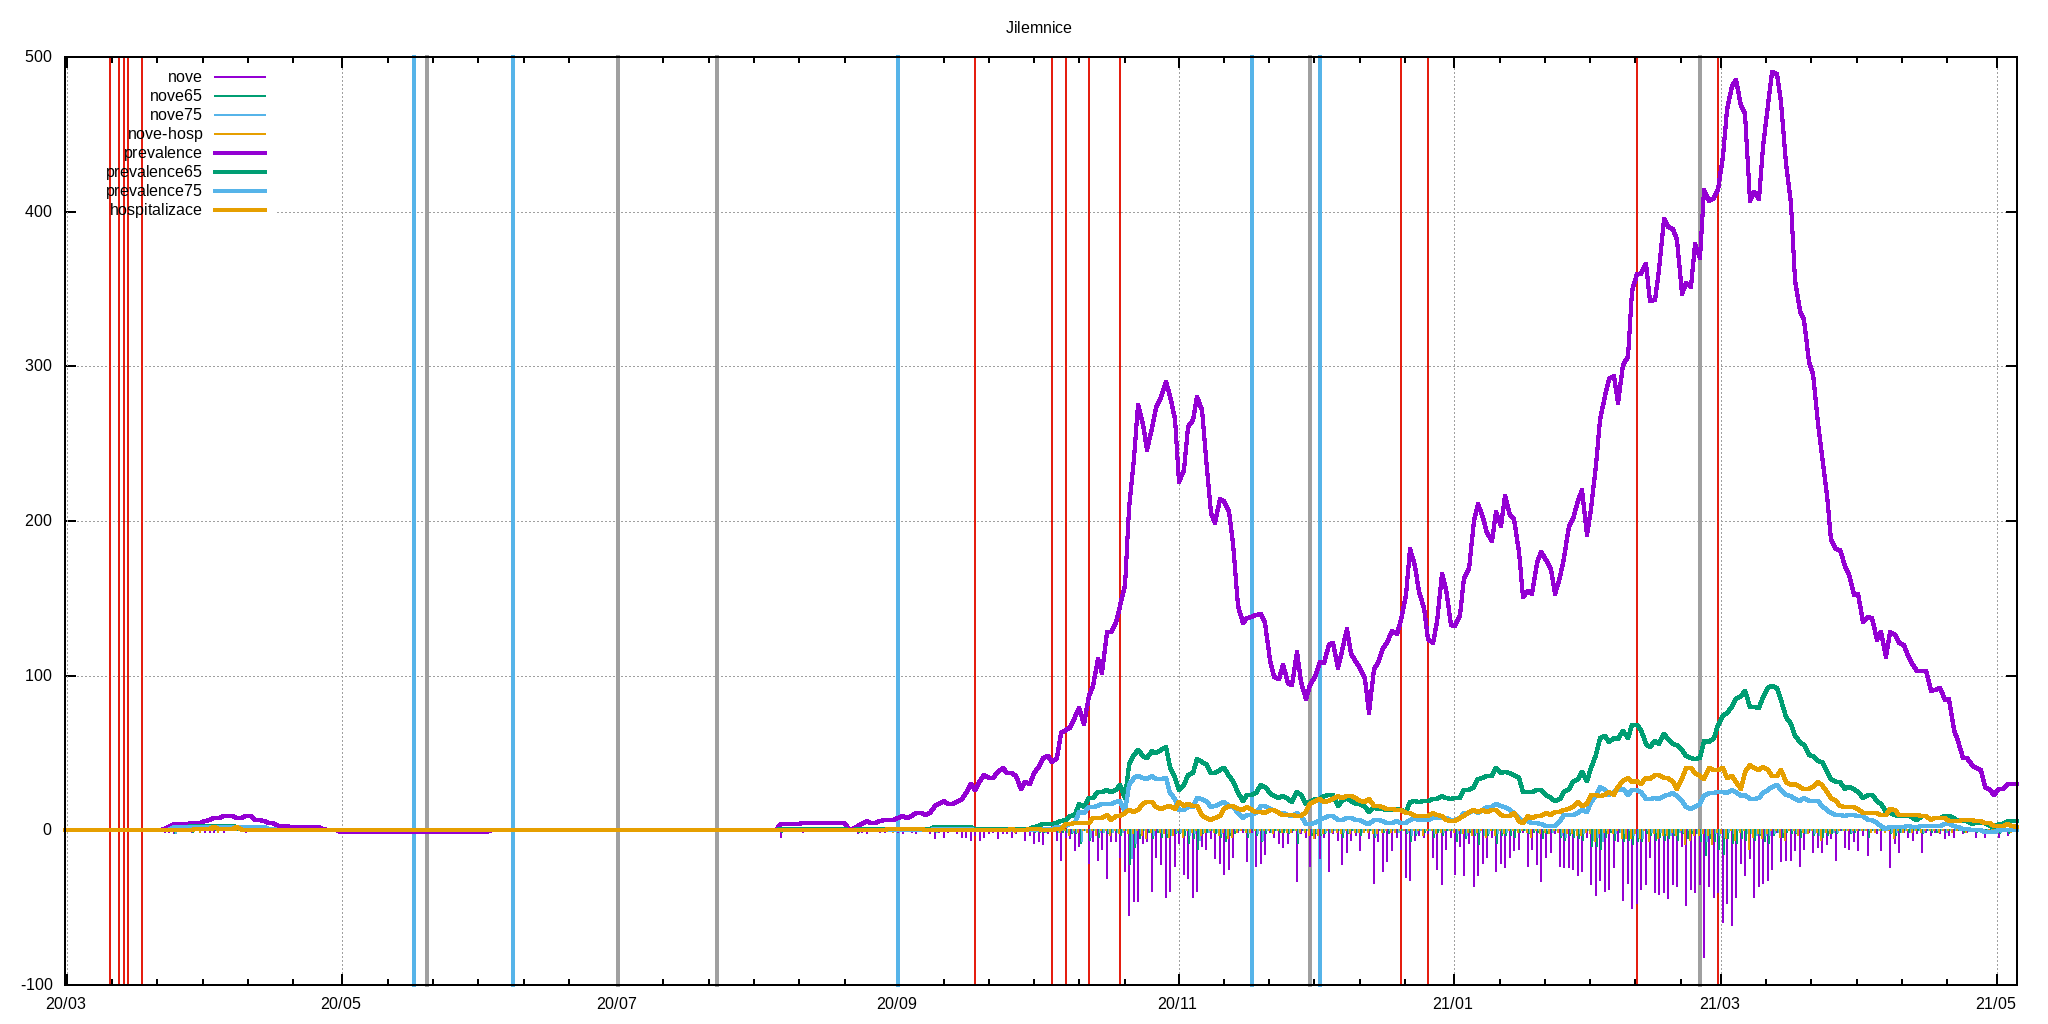 Jilemnice
500
nove
nove65
nove75
nove-hosp
prevalence
prevalence65
prevalence75
hospitalizace
400
300
200
100
0
-100
20/03 20/05 20/07 20/09 20/11 21/01 21/03 21/05